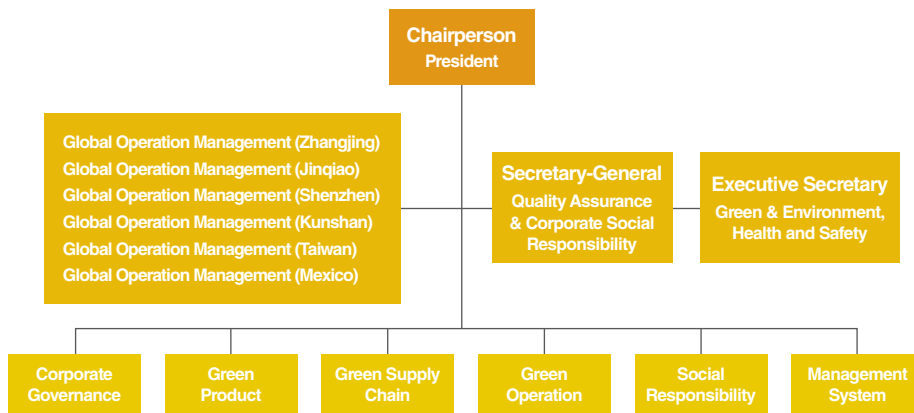 Chairperson
President
Global Operation Management (Zhangjing)
Global Operation Management (Jinqiao)
Global Operation Management (Shenzhen)
Global Operation Management (Kunshan)
Global Operation Management (Taiwan)
Global Operation Management (Mexico)
Secretary-General
Quality Assurance
& Corporate Social
Responsibility
Executive Secretary
Green & Environment,
Health and Safety
Corporate
Governance
Green
Product
Green Supply
Chain
Green
Operation
Social
Responsibility
Management
System